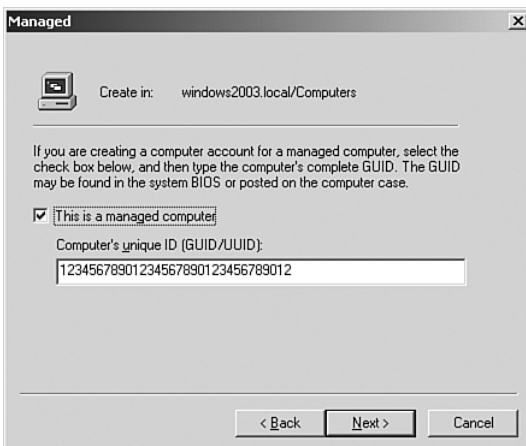 Managed
Create in: windows2003.local/Computers
If you are creating a computer account for a managed computer, select the
check box below, and then type the computer's complete GUID. The GUID
may be found in the system BIOS or posted on the computer case.
This is a managed computer
Computer's unique ID (GUID/UUID):
12345678901234567890123456789012
< Back Next > Cancel